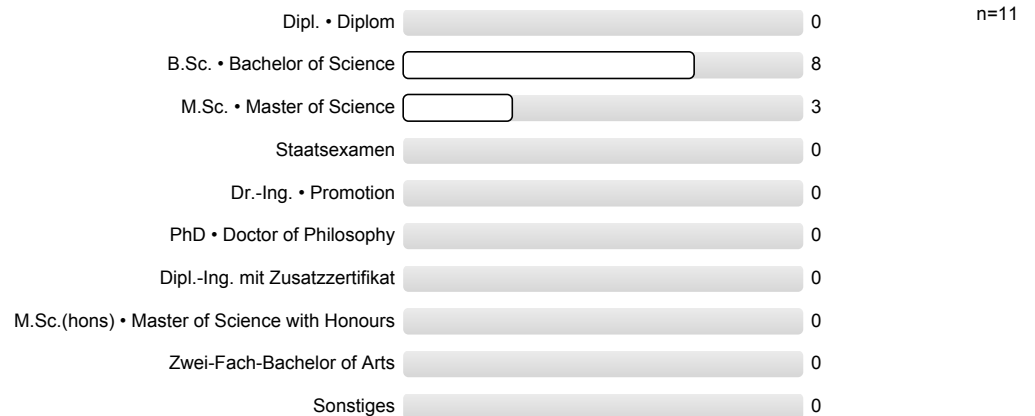 Dipl. • Diplom 0 n=11
B.Sc. • Bachelor of Science 8
M.Sc. • Master of Science 3
Staatsexamen 0
Dr.-Ing. • Promotion 0
PhD • Doctor of Philosophy 0
Dipl.-Ing. mit Zusatzzertifikat 0
M.Sc.(hons) • Master of Science with Honours 0
Zwei-Fach-Bachelor of Arts 0
Sonstiges 0